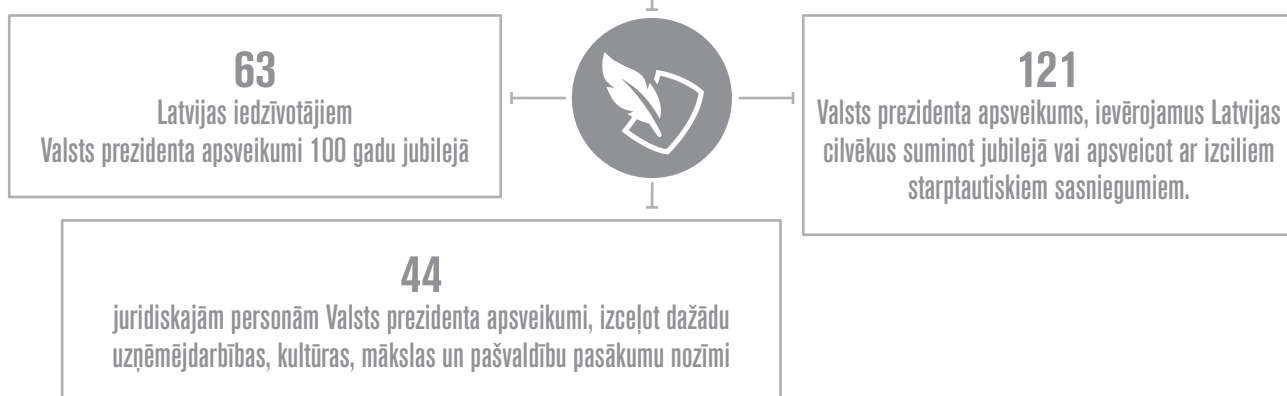 63
Latvijas iedzīvotājiem
Valsts prezidenta apsveikumi 100 gadu jubilejā
121
Valsts prezidenta apsveikums, ievērojamus Latvijas
cilvēkus suminot jubilejā vai apsveicot ar izciliem
starptautiskiem sasniegumiem.
44
juridiskajām personām Valsts prezidenta apsveikumi, izceļot dažādu
uzņēmējdarbības, kultūras, mākslas un pašvaldību pasākumu nozīmi